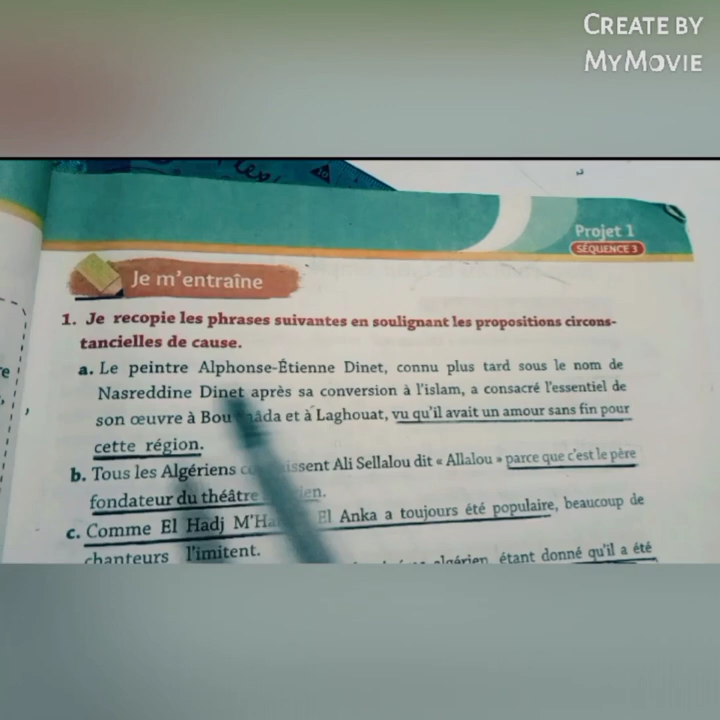 CREATE BY
MYMOVIE
Projet 1
SÉQUENCE 3
Je m'entraîne
1. Je recopie les phrases suivantes en soulignant les propositions circons-
tancielles de cause.
a. Le peintre Alphonse-Étienne Dinet, connu plus tard sous le nom de
Nasreddine Dinet après sa conversion à l'islam, a consacré l'essentiel de
son œuvre à Bou et à Laghouat, vu qu'il avait un amour sans fin pour
cette région.
b. Tous les Algériens Ali Sellalou dit « Allalou » parce que c'est le père
fondateur du théâtre
c. Comme El Hadj El Anka a toujours été populaire, beaucoup de
chanteurs l'imitent.
algérien, étant donné qu'il a été